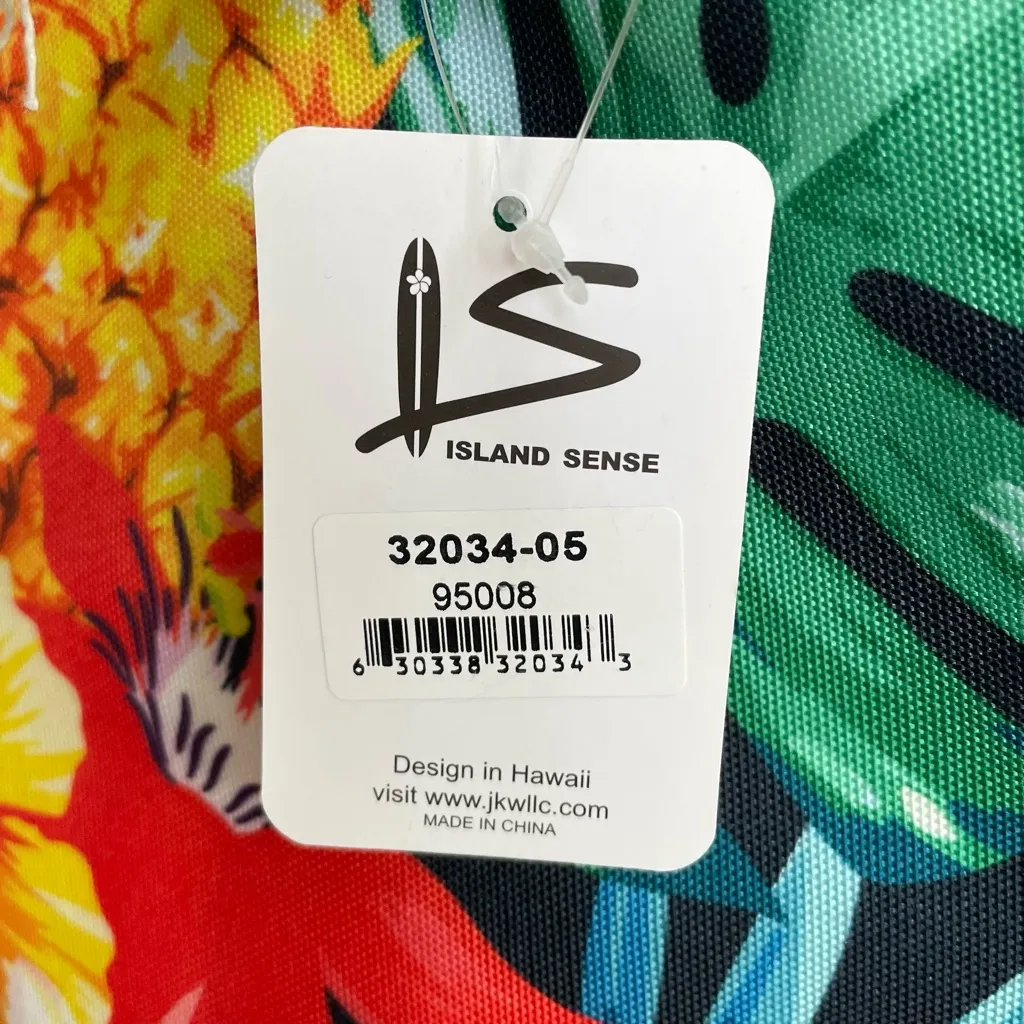 IS
ISLAND SENSE
32034-05
95008
6 30338 32034 3
Design in Hawaii
visit www.jkwllc.com
MADE IN CHINA